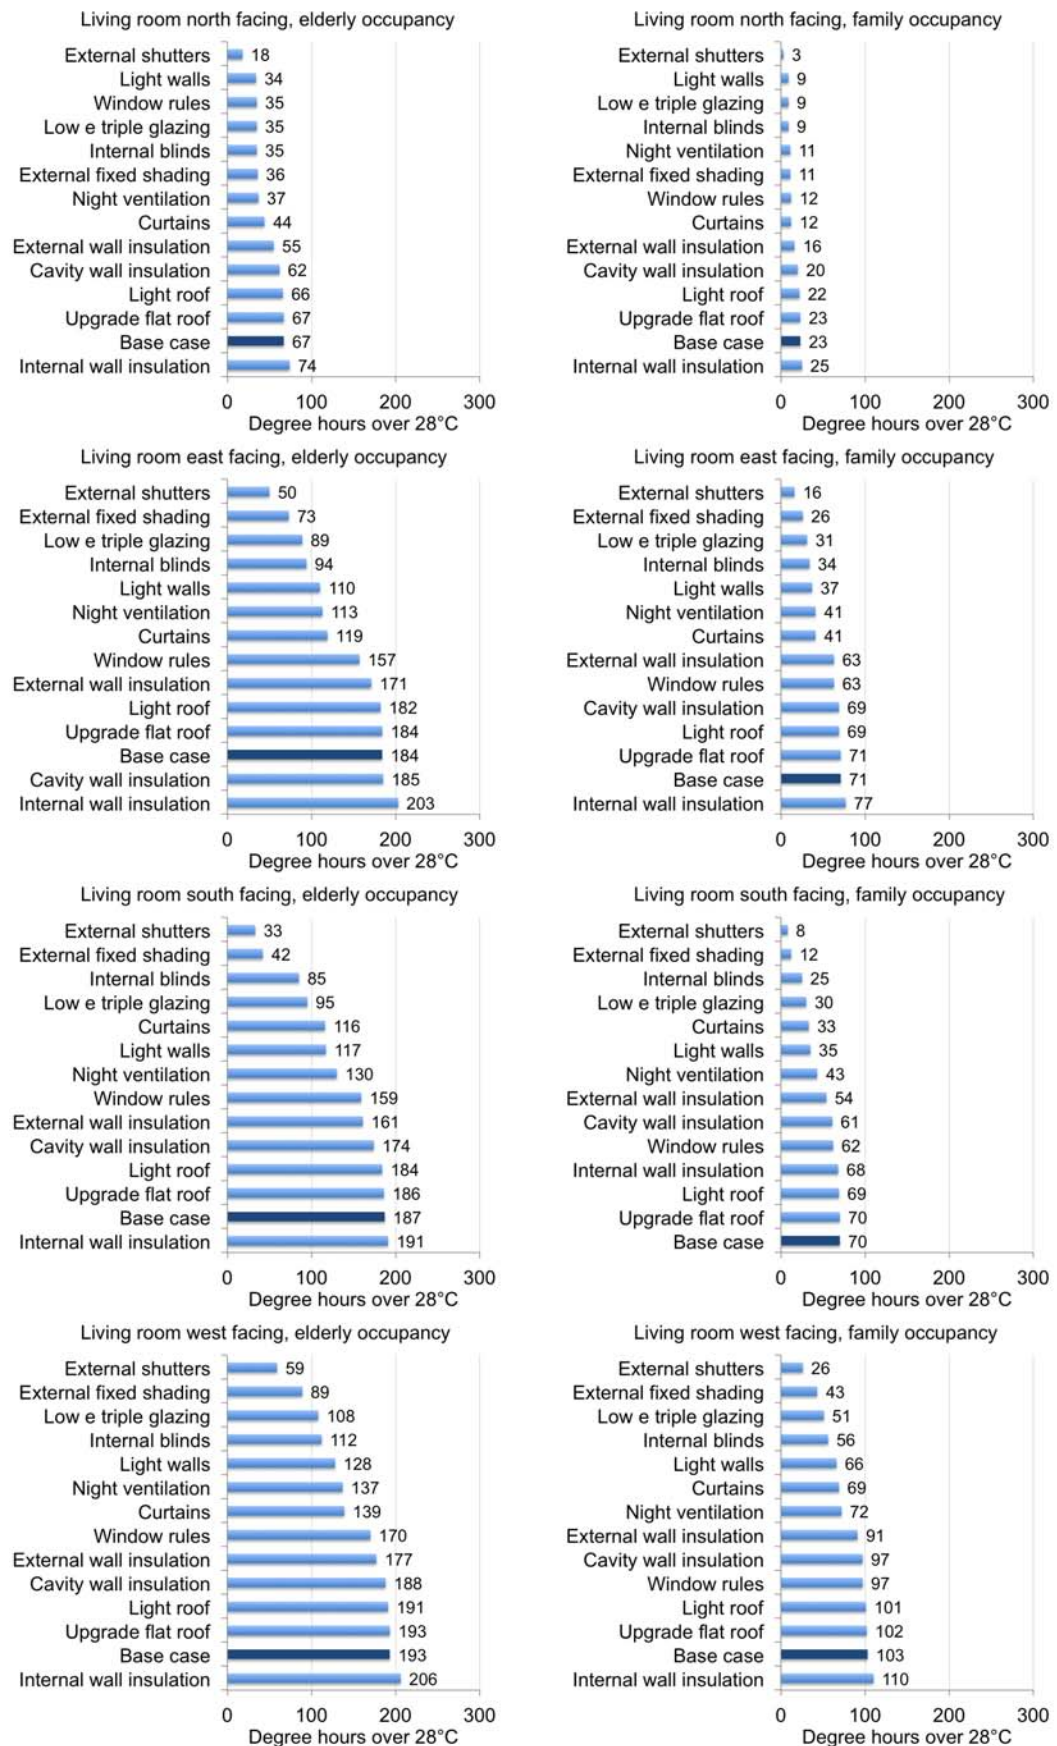 Living room north facing, elderly occupancy
External shutters 18
Light walls 34
Window rules 35
Low e triple glazing 35
Internal blinds 35
External fixed shading 36
Night ventilation 37
Curtains 44
External wall insulation 55
Cavity wall insulation 62
Light roof 66
Upgrade flat roof 67
Base case 67
Internal wall insulation 74
0 100 200 300
Degree hours over 28°C
Living room north facing, family occupancy
External shutters 3
Light walls 9
Low e triple glazing 9
Internal blinds 9
Night ventilation 11
External fixed shading 11
Window rules 12
Curtains 12
External wall insulation 16
Cavity wall insulation 20
Light roof 22
Upgrade flat roof 23
Base case 23
Internal wall insulation 25
0 100 200 300
Degree hours over 28°C
Living room east facing, elderly occupancy
External shutters 50
External fixed shading 73
Low e triple glazing 89
Internal blinds 94
Light walls 110
Night ventilation 113
Curtains 119
Window rules 157
External wall insulation 171
Light roof 182
Upgrade flat roof 184
Base case 184
Cavity wall insulation 185
Internal wall insulation 203
0 100 200 300
Degree hours over 28°C
Living room east facing, family occupancy
External shutters 16
External fixed shading 26
Low e triple glazing 31
Internal blinds 34
Light walls 37
Night ventilation 41
Curtains 41
External wall insulation 63
Window rules 63
Cavity wall insulation 69
Light roof 69
Upgrade flat roof 71
Base case 71
Internal wall insulation 77
0 100 200 300
Degree hours over 28°C
Living room south facing, elderly occupancy
External shutters 33
External fixed shading 42
Internal blinds 85
Low e triple glazing 95
Curtains 116
Light walls 117
Night ventilation 130
Window rules 159
External wall insulation 161
Cavity wall insulation 174
Light roof 184
Upgrade flat roof 186
Base case 187
Internal wall insulation 191
0 100 200 300
Degree hours over 28°C
Living room south facing, family occupancy
External shutters 8
External fixed shading 12
Internal blinds 25
Low e triple glazing 30
Curtains 33
Light walls 35
Night ventilation 43
External wall insulation 54
Cavity wall insulation 61
Window rules 62
Internal wall insulation 68
Light roof 69
Upgrade flat roof 70
Base case 70
0 100 200 300
Degree hours over 28°C
Living room west facing, elderly occupancy
External shutters 59
External fixed shading 89
Low e triple glazing 108
Internal blinds 112
Light walls 128
Night ventilation 137
Curtains 139
Window rules 170
External wall insulation 177
Cavity wall insulation 188
Light roof 191
Upgrade flat roof 193
Base case 193
Internal wall insulation 206
0 100 200 300
Degree hours over 28°C
Living room west facing, family occupancy
External shutters 26
External fixed shading 43
Low e triple glazing 51
Internal blinds 56
Light walls 66
Curtains 69
Night ventilation 72
External wall insulation 91
Cavity wall insulation 97
Window rules 97
Light roof 101
Upgrade flat roof 102
Base case 103
Internal wall insulation 110
0 100 200 300
Degree hours over 28°C